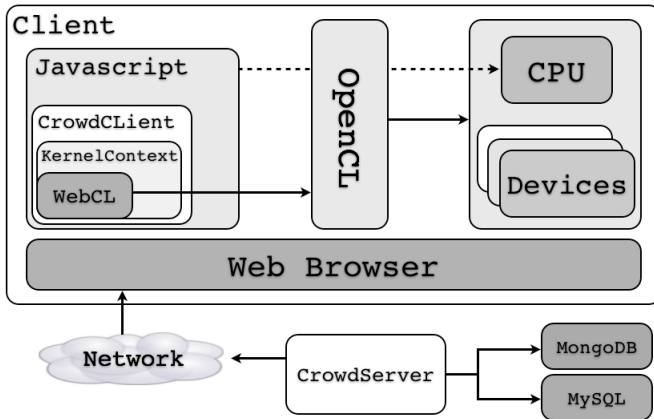 Client
Javascript
CrowdCLient
KernelContext
WebCL
OpenCL
CPU
Devices
Web Browser
Network
CrowdServer
MongoDB
MySQL